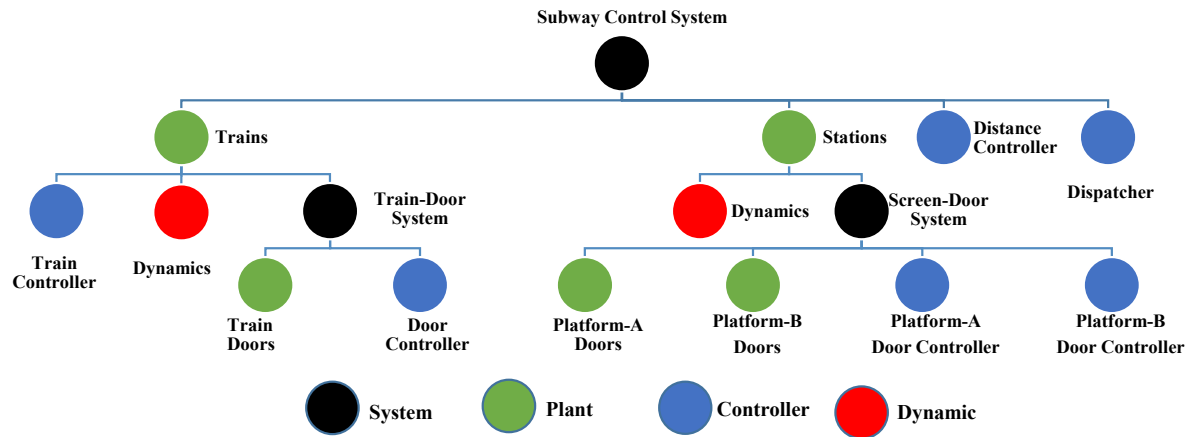 Subway Control System
Trains
Stations
Distance
Controller
Dispatcher
Train-Door
System
Dynamics
Screen-Door
System
Train
Controller
Dynamics
Train
Doors
Door
Controller
Platform-A
Doors
Platform-B
Doors
Platform-A
Door Controller
Platform-B
Door Controller
System
Plant
Controller
Dynamic